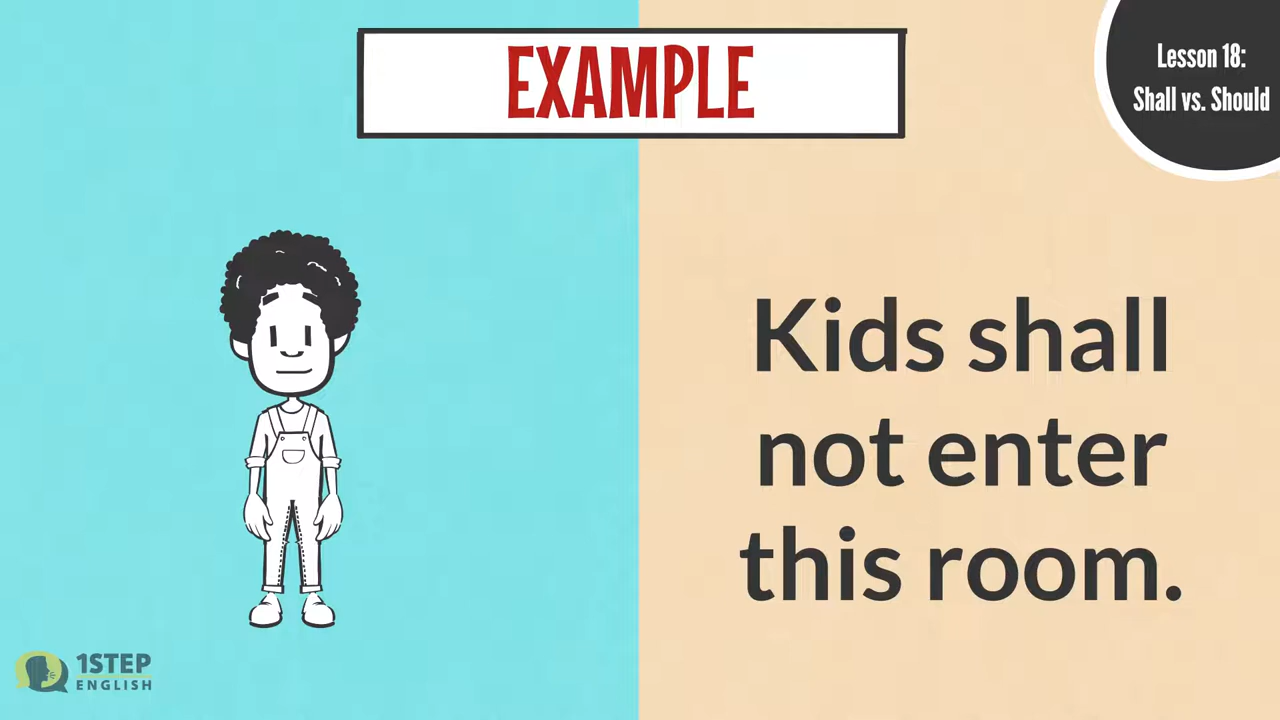 EXAMPLE
Lesson 18:
Shall vs. Should
Kids shall
not enter
this room.
1STEP
ENGLISH